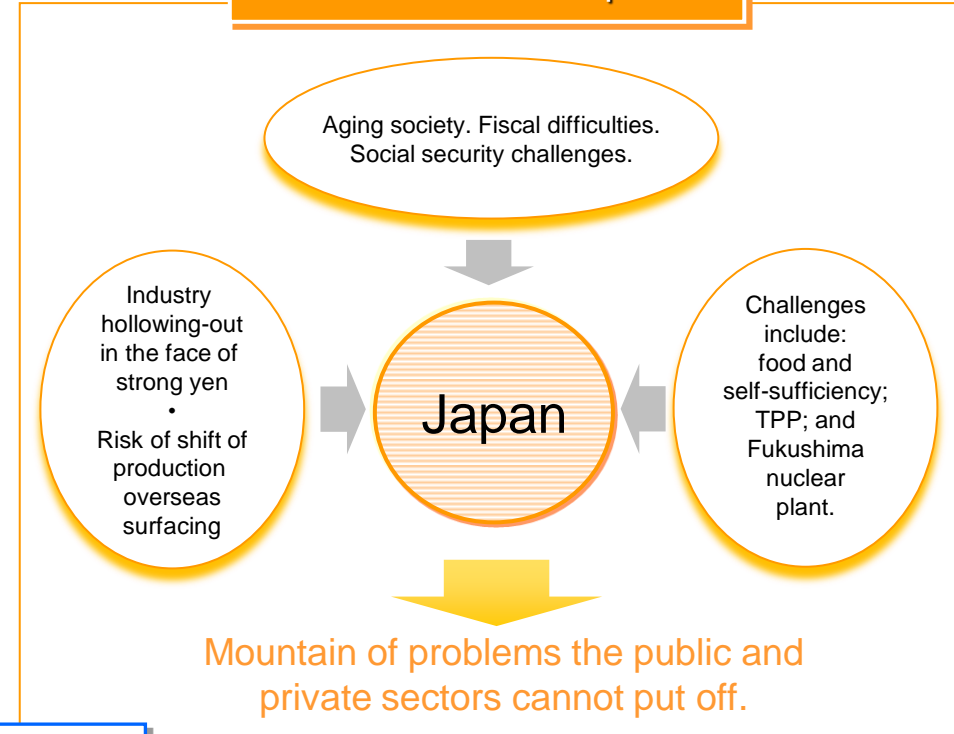 Aging society. Fiscal difficulties.
Social security challenges.
Industry
hollowing-out
in the face of
strong yen
•
Risk of shift of
production
overseas
surfacing
Japan
Challenges
include:
food and
self-sufficiency;
TPP; and
Fukushima
nuclear
plant.
Mountain of problems the public and
private sectors cannot put off.